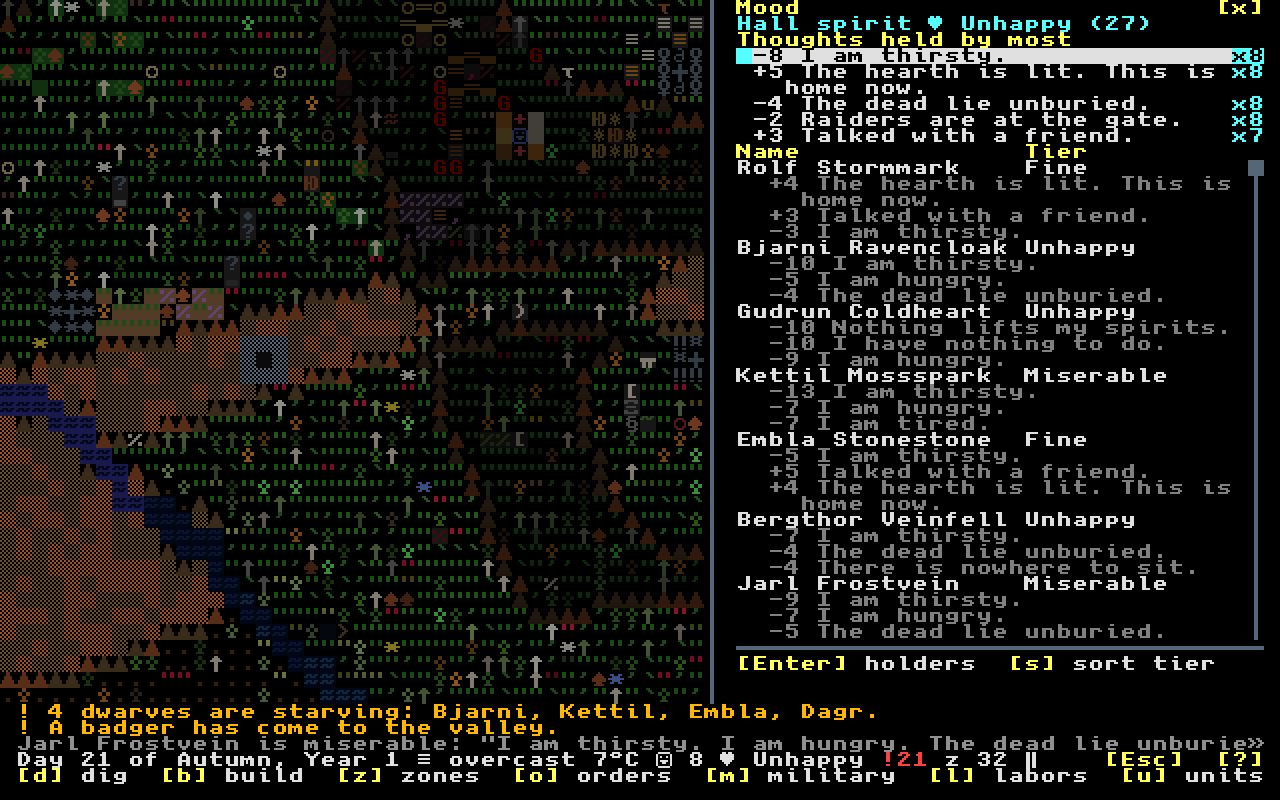 Mood [x]
Hall spirit ♥ Unhappy (27)
Thoughts held by most
-8 I am thirsty. x8
+5 The hearth is lit. This is x8
home now.
-4 The dead lie unburied. x8
-2 Raiders are at the gate. x8
+3 Talked with a friend. x7
Name Tier
Rolf Stormmark Fine
+4 The hearth is lit. This is
home now.
+3 Talked with a friend.
-3 I am thirsty.
Bjarni Ravencloak Unhappy
-10 I am thirsty.
-5 I am hungry.
-4 The dead lie unburied.
Gudrun Coldheart Unhappy
-10 Nothing lifts my spirits.
-10 I have nothing to do.
-9 I am hungry.
Kettil Mossspark Miserable
-13 I am thirsty.
-7 I am hungry.
-7 I am tired.
Embla Stonestone Fine
-5 I am thirsty.
+5 Talked with a friend.
+4 The hearth is lit. This is
home now.
Bergthor Veinfell Unhappy
-7 I am thirsty.
-4 The dead lie unburied.
-4 There is nowhere to sit.
Jarl Frostvein Miserable
-9 I am thirsty.
-7 I am hungry.
-5 The dead lie unburied.
[Enter] holders [s] sort tier
! 4 dwarves are starving: Bjarni, Kettil, Embla, Dagr.
! A badger has come to the valley.
Jarl Frostvein is miserable: "I am thirsty. I am hungry. The dead lie unburie»
Day 21 of Autumn, Year 1 ≡ overcast 7°C ☺ 8 ♥ Unhappy !21 z 32 ‖ [Esc] [?]
[d] dig [b] build [z] zones [o] orders [m] military [l] labors [u] units